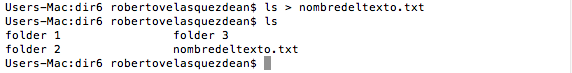 Users-Mac:dir6 robertovelasquezdean$ ls > nombredeltexto.txt
Users-Mac:dir6 robertovelasquezdean$ ls
folder 1                folder 3
folder 2                nombredeltexto.txt
Users-Mac:dir6 robertovelasquezdean$